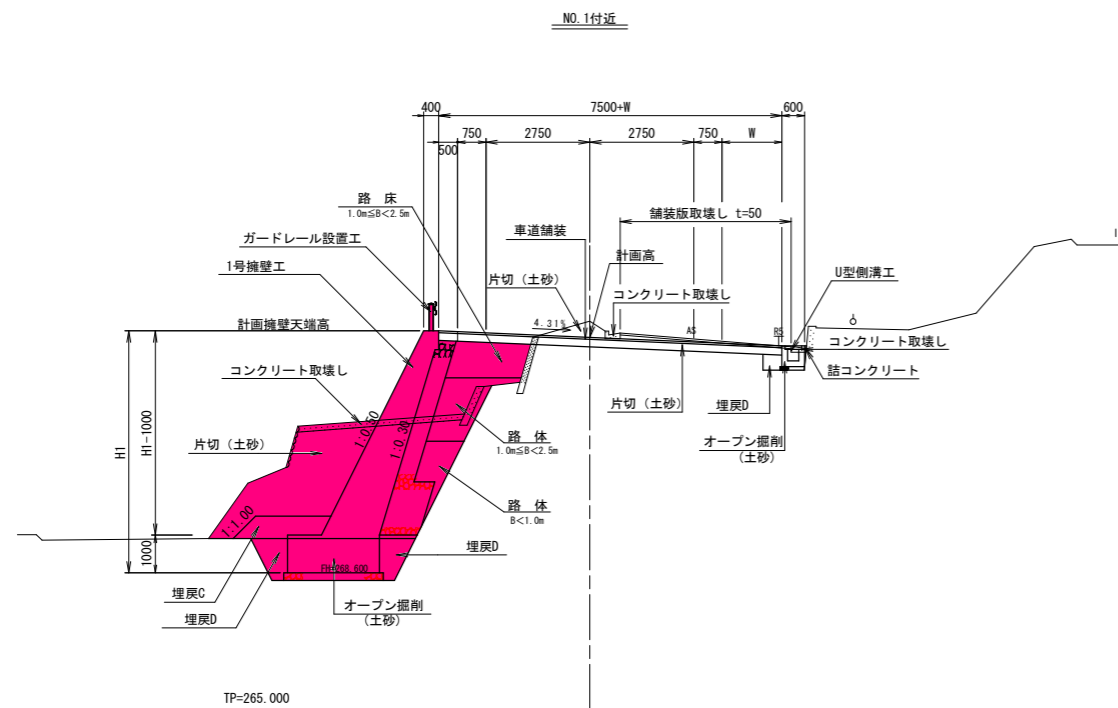 NO.1付近
400
7500+W
600
750
2750
2750
750
W
500
路 床
1.0m≦B<2.5m
舗装版取壊し t=50
車道舗装
ガードレール設置工
計画高
1号擁壁工
U型側溝工
片切(土砂)
コンクリート取壊し
計画擁壁天端高
4.31%
AS
コンクリート取壊し
コンクリート取壊し
詰コンクリート
片切(土砂)
埋戻D
1:0.50
1:0.30
片切(土砂)
路 体
1.0m≦B<2.5m
オープン掘削
(土砂)
H1
H1-1000
路 体
B<1.0m
1:1.00
1000
埋戻D
FH=268.600
埋戻C
埋戻D
オープン掘削
(土砂)
TP=265.000